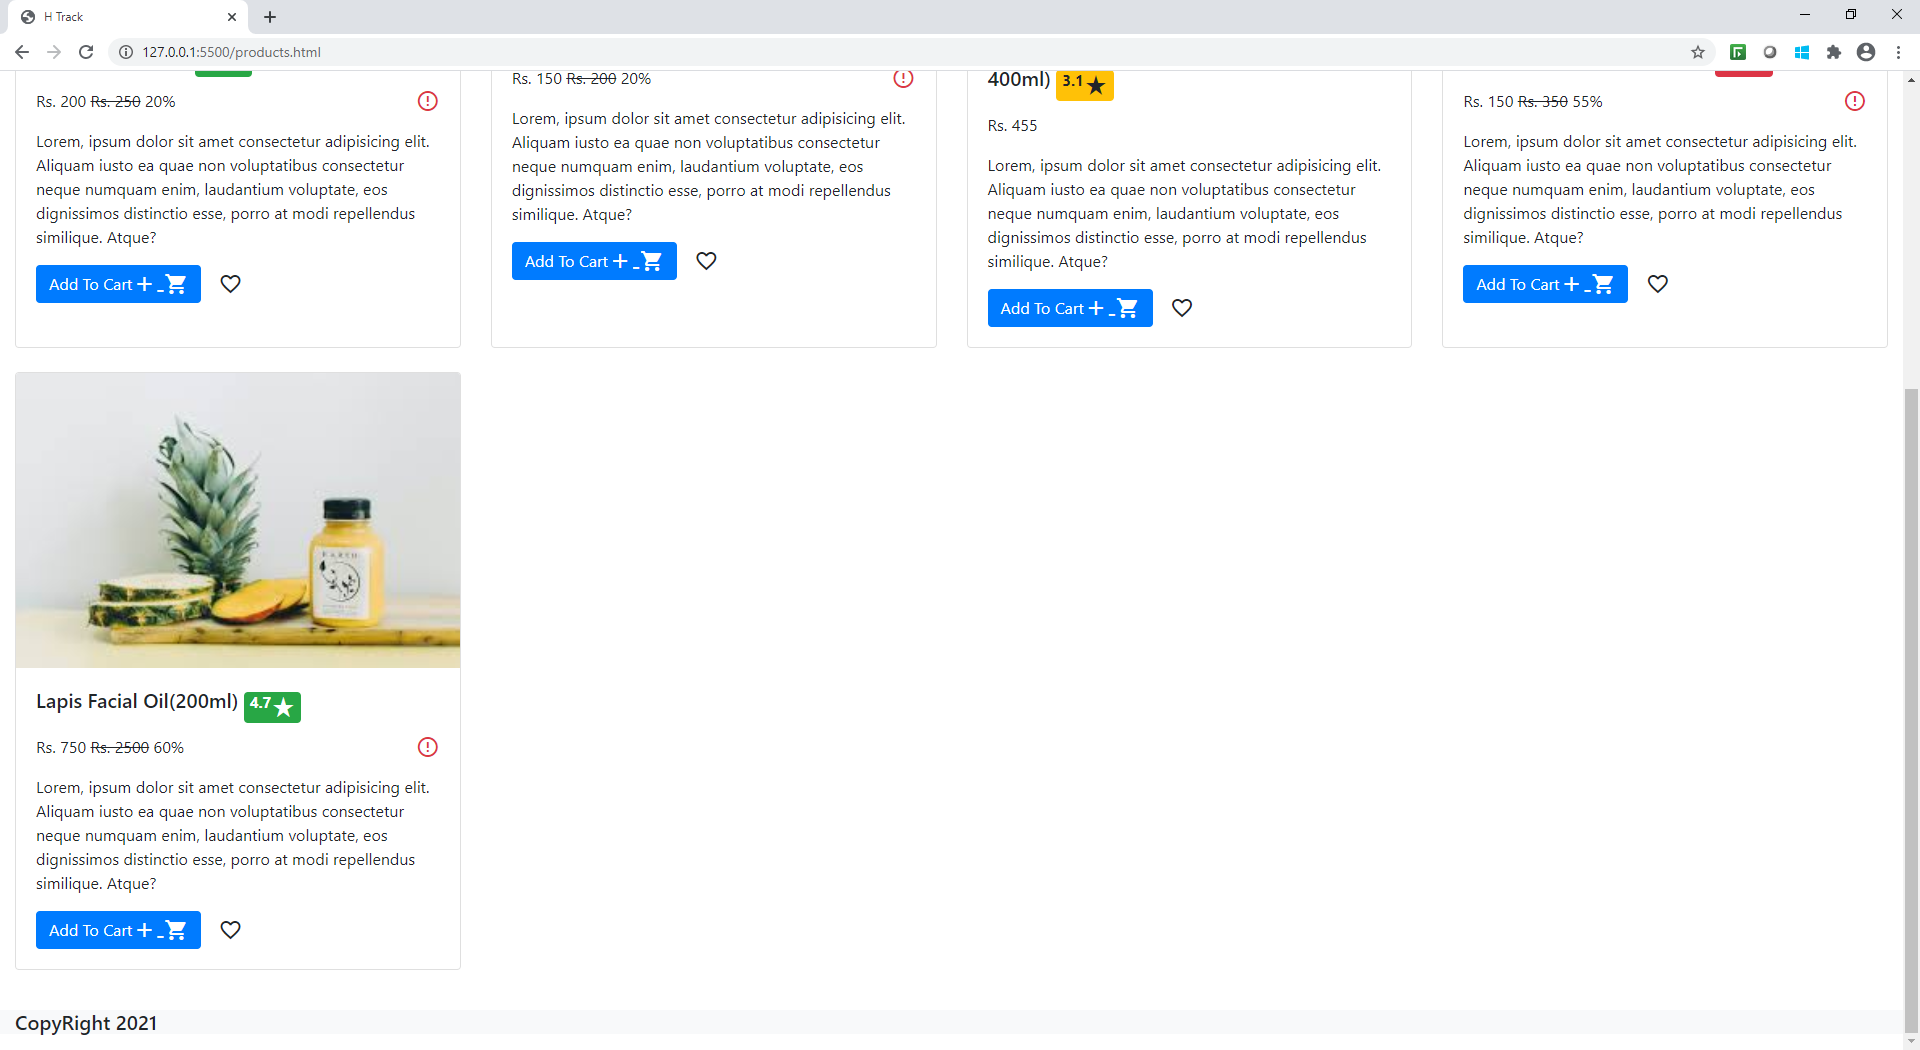 H Track
127.0.0.1:5500/products.html
Rs. 200 Rs. 250 20%
Lorem, ipsum dolor sit amet consectetur adipisicing elit.
Aliquam iusto ea quae non voluptatibus consectetur
neque numquam enim, laudantium voluptate, eos
dignissimos distinctio esse, porro at modi repellendus
similique. Atque?
Add To Cart
Rs. 150 Rs. 200 20%
Lorem, ipsum dolor sit amet consectetur adipisicing elit.
Aliquam iusto ea quae non voluptatibus consectetur
neque numquam enim, laudantium voluptate, eos
dignissimos distinctio esse, porro at modi repellendus
similique. Atque?
Add To Cart
400ml) 3.1
Rs. 455
Lorem, ipsum dolor sit amet consectetur adipisicing elit.
Aliquam iusto ea quae non voluptatibus consectetur
neque numquam enim, laudantium voluptate, eos
dignissimos distinctio esse, porro at modi repellendus
similique. Atque?
Add To Cart
Rs. 150 Rs. 350 55%
Lorem, ipsum dolor sit amet consectetur adipisicing elit.
Aliquam iusto ea quae non voluptatibus consectetur
neque numquam enim, laudantium voluptate, eos
dignissimos distinctio esse, porro at modi repellendus
similique. Atque?
Add To Cart
Lapis Facial Oil(200ml) 4.7
Rs. 750 Rs. 2500 60%
Lorem, ipsum dolor sit amet consectetur adipisicing elit.
Aliquam iusto ea quae non voluptatibus consectetur
neque numquam enim, laudantium voluptate, eos
dignissimos distinctio esse, porro at modi repellendus
similique. Atque?
Add To Cart
CopyRight 2021